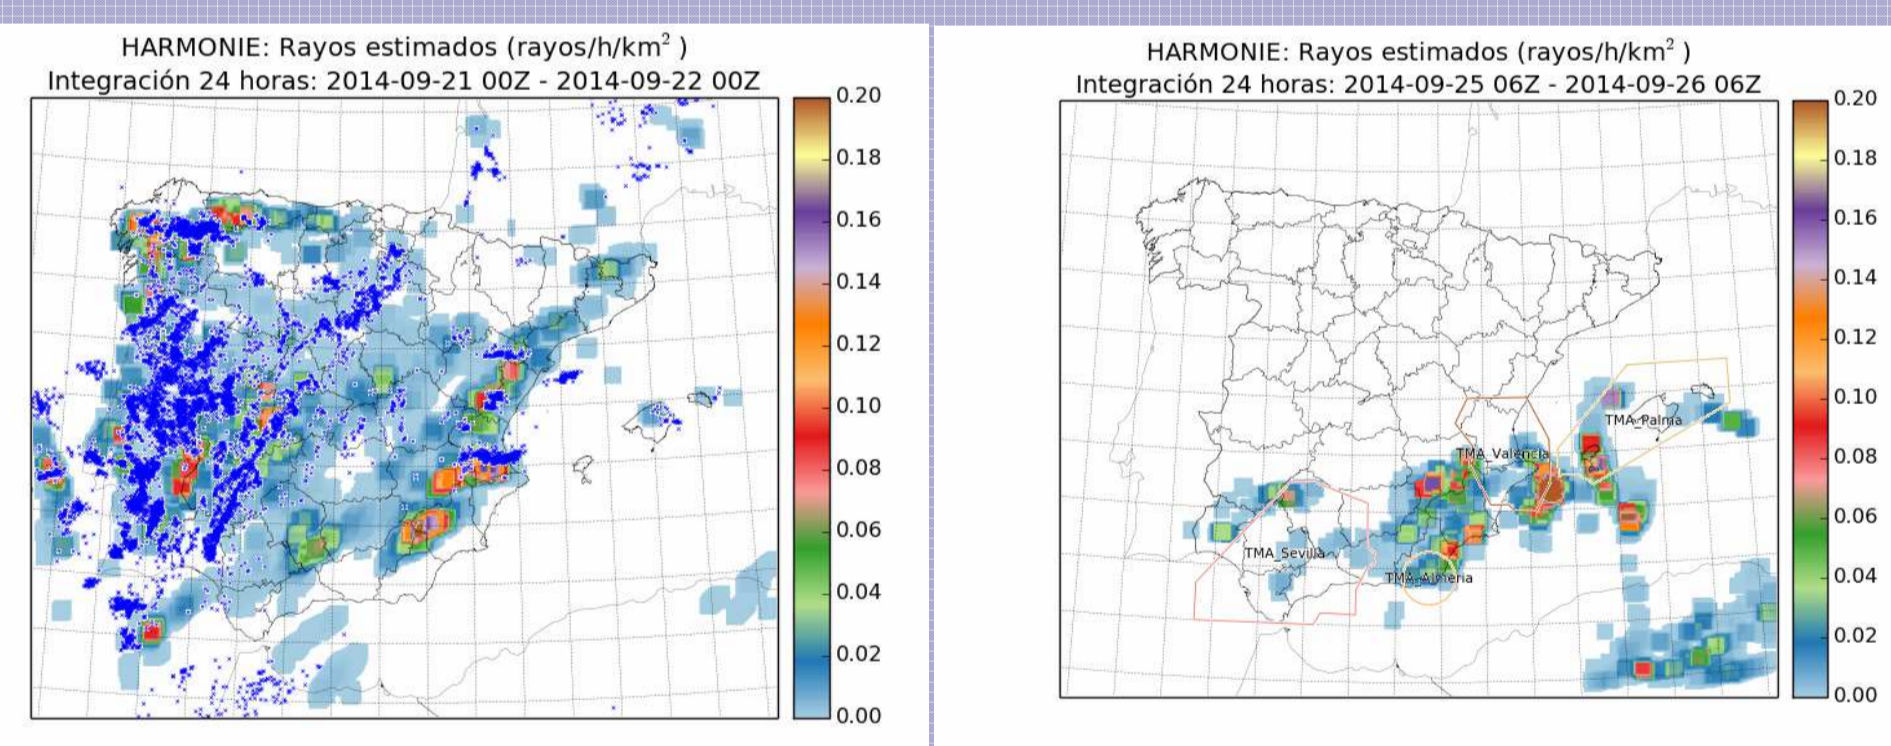 HARMONIE: Rayos estimados (rayos/h/km² )
Integración 24 horas: 2014-09-21 00Z - 2014-09-22 00Z
0.20
0.18
0.16
0.14
0.12
0.10
0.08
0.06
0.04
0.02
0.00
HARMONIE: Rayos estimados (rayos/h/km² )
Integración 24 horas: 2014-09-25 06Z - 2014-09-26 06Z
TMA_Palma
TMA_Valencia
TMA_Sevilla
TMA_Almeria
0.20
0.18
0.16
0.14
0.12
0.10
0.08
0.06
0.04
0.02
0.00